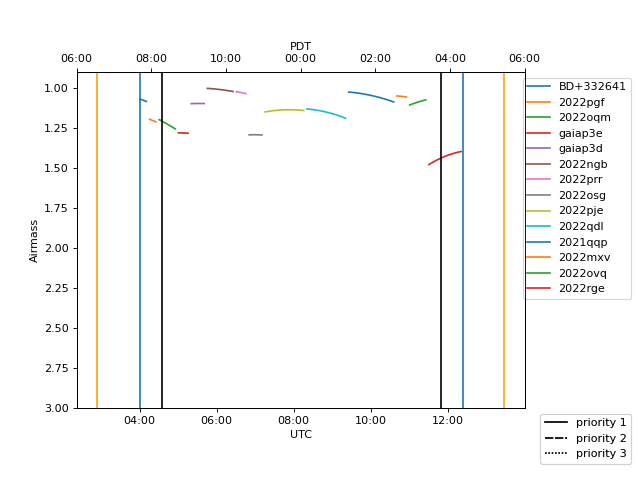 PDT
06:00 08:00 10:00 00:00 02:00 04:00 06:00
1.00
1.25
1.50
1.75
2.00
2.25
2.50
2.75
3.00
Airmass
04:00 06:00 08:00 10:00 12:00
UTC
BD+332641
2022pgf
2022oqm
gaiap3e
gaiap3d
2022ngb
2022prr
2022osg
2022pje
2022qdl
2021qqp
2022mxv
2022ovq
2022rge
priority 1
priority 2
priority 3